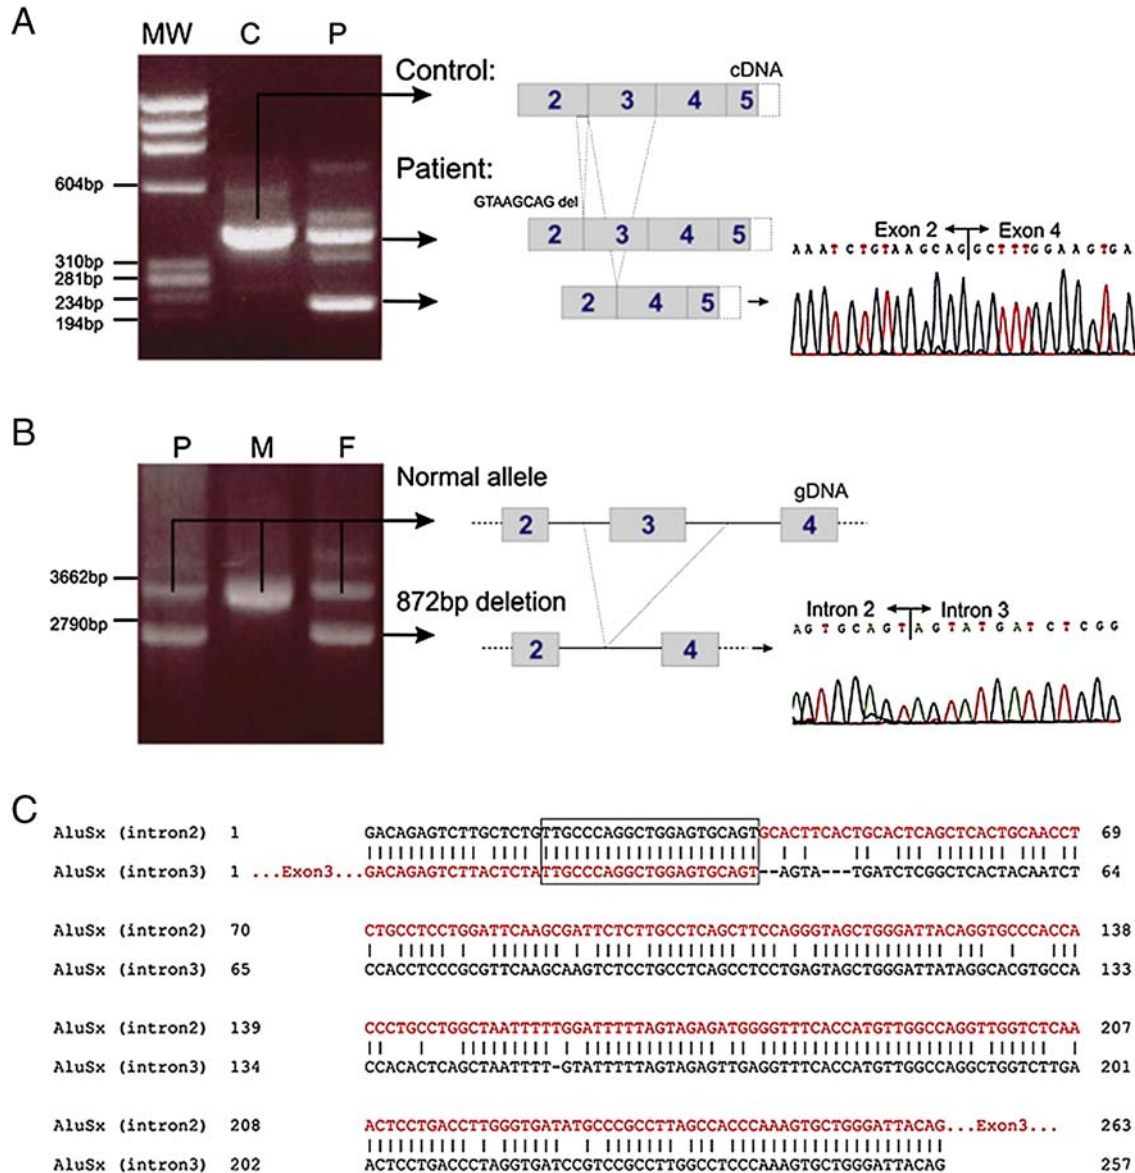 A
MW C P
604bp
310bp
281bp
234bp
194bp
Control:
cDNA
2 3 4 5
Patient:
GTAAGCAG del
2 3 4 5
2 4 5
Exon 2 Exon 4
AAATCTGTAAGCAGGCTTTGGAAGTGA
B
P M F
3662bp
2790bp
Normal allele
gDNA
2 3 4
872bp deletion
2 4
Intron 2 Intron 3
AGTGCAGTAGTATGATCTCGG
C
AluSx (intron2) 1 GACAGAGTCTTGCTCTGTTGCCCAGGCTGGAGTGCAGTGCACTTCACTGCACTCAGCTCACTGCAACCT 69
AluSx (intron3) 1 ...Exon3...GACAGAGTCTTACTCTATTGCCCAGGCTGGAGTGCAGT--AGTA---TGATCTCGGCTCACTACAATCT 64
AluSx (intron2) 70 CTGCCTCCTGGATTCAAGCGATTCTCTTGCCTCAGCTTCCAGGGTAGCTGGGATTACAGGTGCCCACCA 138
AluSx (intron3) 65 CCACCTCCCGCGTTCAAGCAAGTCTCCTGCCTCAGCCTCCTGAGTAGCTGGGATTATAGGCACGTGCCA 133
AluSx (intron2) 139 CCCTGCCTGGCTAATTTTTGGATTTTTAGTAGAGATGGGGTTTCACCATGTTGGCCAGGTTGGTCTCAA 207
AluSx (intron3) 134 CCACACTCAGCTAATTTT-GTATTTTTAGTAGAGTTGAGGTTTCACCATGTTGGCCAGGCTGGTCTTGA 201
AluSx (intron2) 208 ACTCCTGACCTTGGGTGATATGCCCGCCTTAGCCACCCAAAGTGCTGGGATTACAG...Exon3... 263
AluSx (intron3) 202 ACTCCTGACCCTAGGTGATCCGTCCGCCTTGGCCTCCCAAAGTGCTGGGATTACAG 257